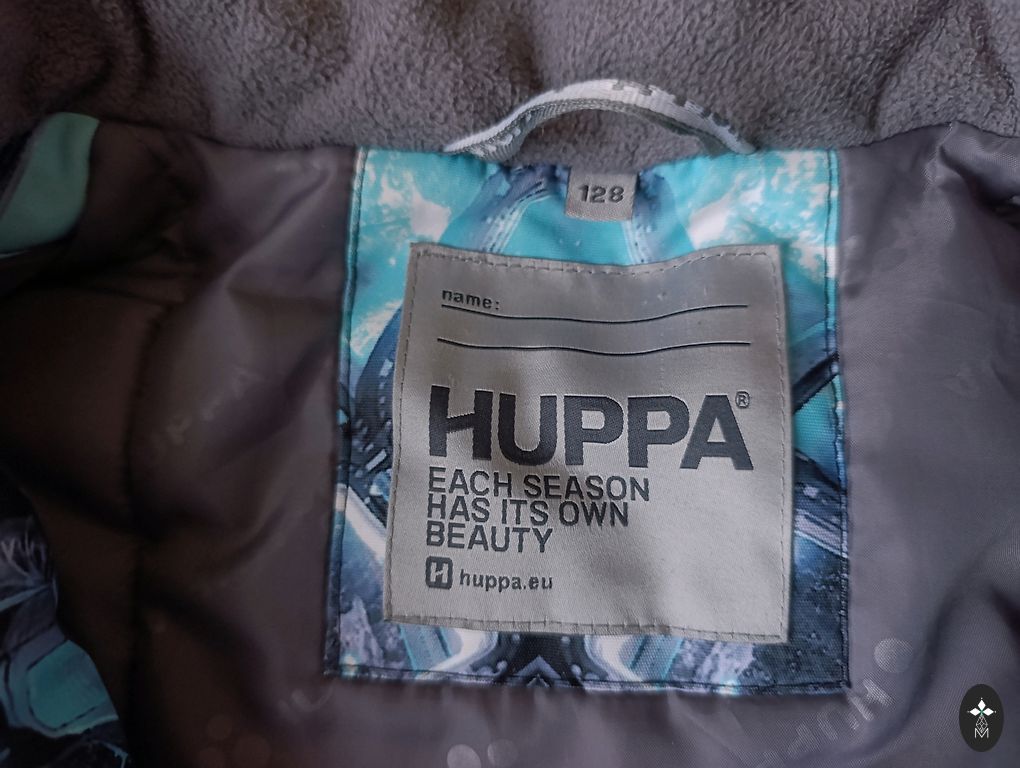 128
name:
HUPPA®
EACH SEASON
HAS ITS OWN
BEAUTY
H huppa.eu